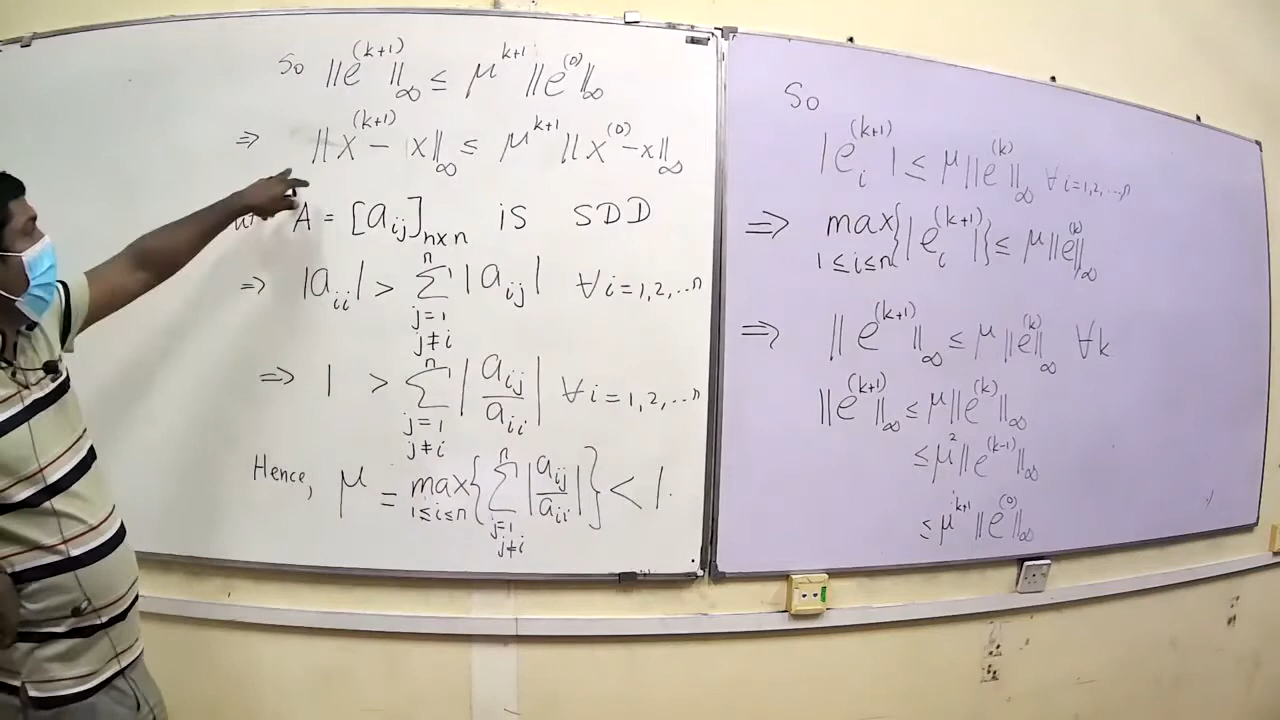 So ||e^(k+1)||_∞ ≤ μ^k+1 ||e^(0)||_∞
⇒ ||x^(k+1) - x||_∞ ≤ μ^k+1 ||x^(0) - x||_∞
A = [a_ij]_n×n is SDD
⇒ |a_ii| > Σ_{j=1, j≠i}^n |a_ij| ∀i=1,2,...n
⇒ 1 > Σ_{j=1, j≠i}^n |a_ij/a_ii| ∀i=1,2,...n
Hence, μ = max_{1≤i≤n} {Σ_{j=1, j≠i}^n |a_ij/a_ii|} < 1.
So
|e_i^(k+1)| ≤ μ||e^(k)||_∞ ∀i=1,2,...n
⇒ max_{1≤i≤n} {|e_i^(k+1)|} ≤ μ||e^(k)||_∞
⇒ ||e^(k+1)||_∞ ≤ μ||e^(k)||_∞ ∀k
||e^(k+1)||_∞ ≤ μ||e^(k)||_∞
≤ μ^2||e^(k-1)||_∞
≤ μ^k+1||e^(0)||_∞